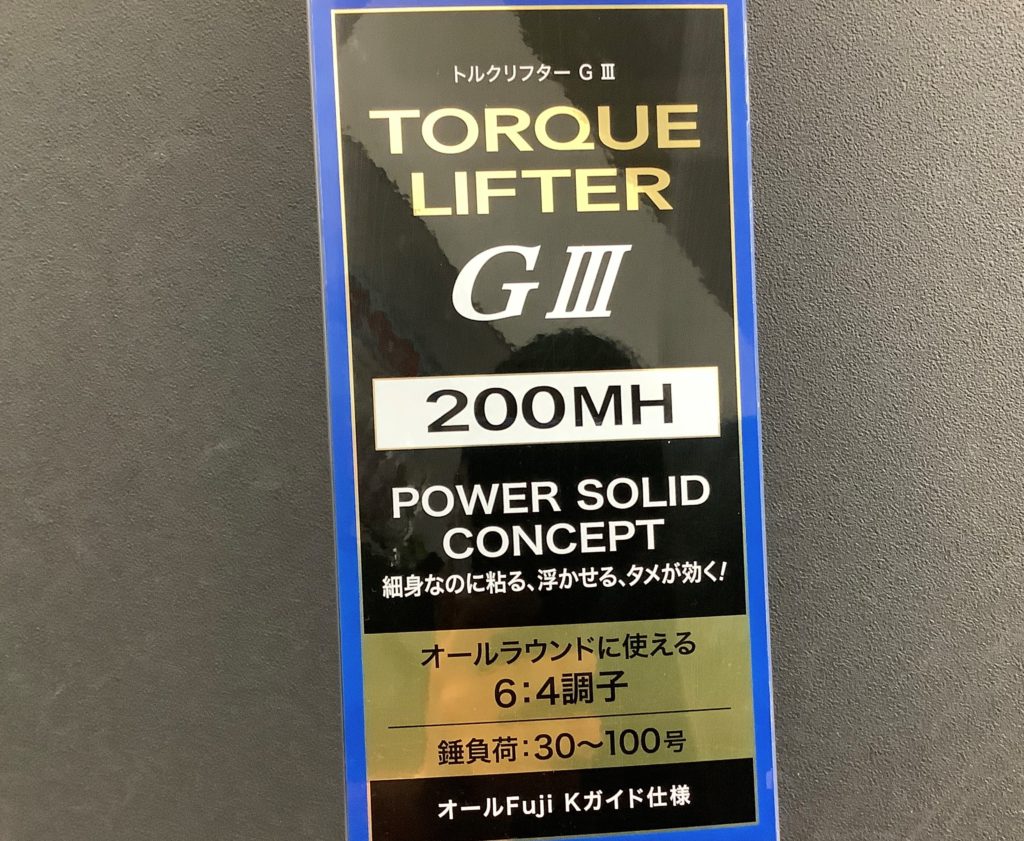 トルクリフター G Ⅲ
TORQUE
LIFTER
G Ⅲ
200MH
POWER SOLID
CONCEPT
細身なのに粘る、浮かせる、タメが効く!
オールラウンドに使える
6:4調子
錘負荷:30〜100号
オールFuji Kガイド仕様